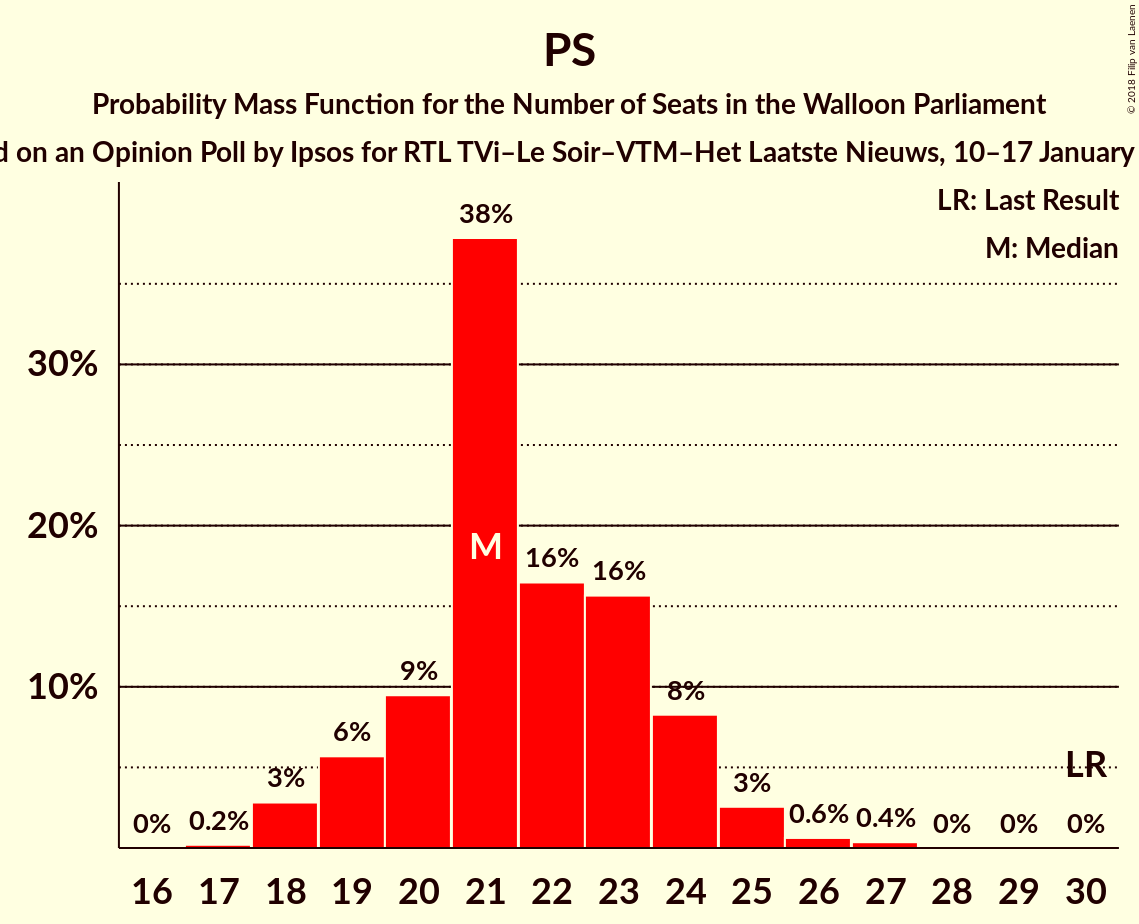 PS
Probability Mass Function for the Number of Seats in the Walloon Parliament
on an Opinion Poll by Ipsos for RTL TVi–Le Soir–VTM–Het Laatste Nieuws, 10–17 January
© 2018 Filip van Laenen
LR: Last Result
M: Median
38%
30%
20%
M
16%
16%
10%
9%
8%
6%
3%
3%
LR
0%
0.2%
0.6%
0.4%
0%
0%
0%
16 17 18 19 20 21 22 23 24 25 26 27 28 29 30